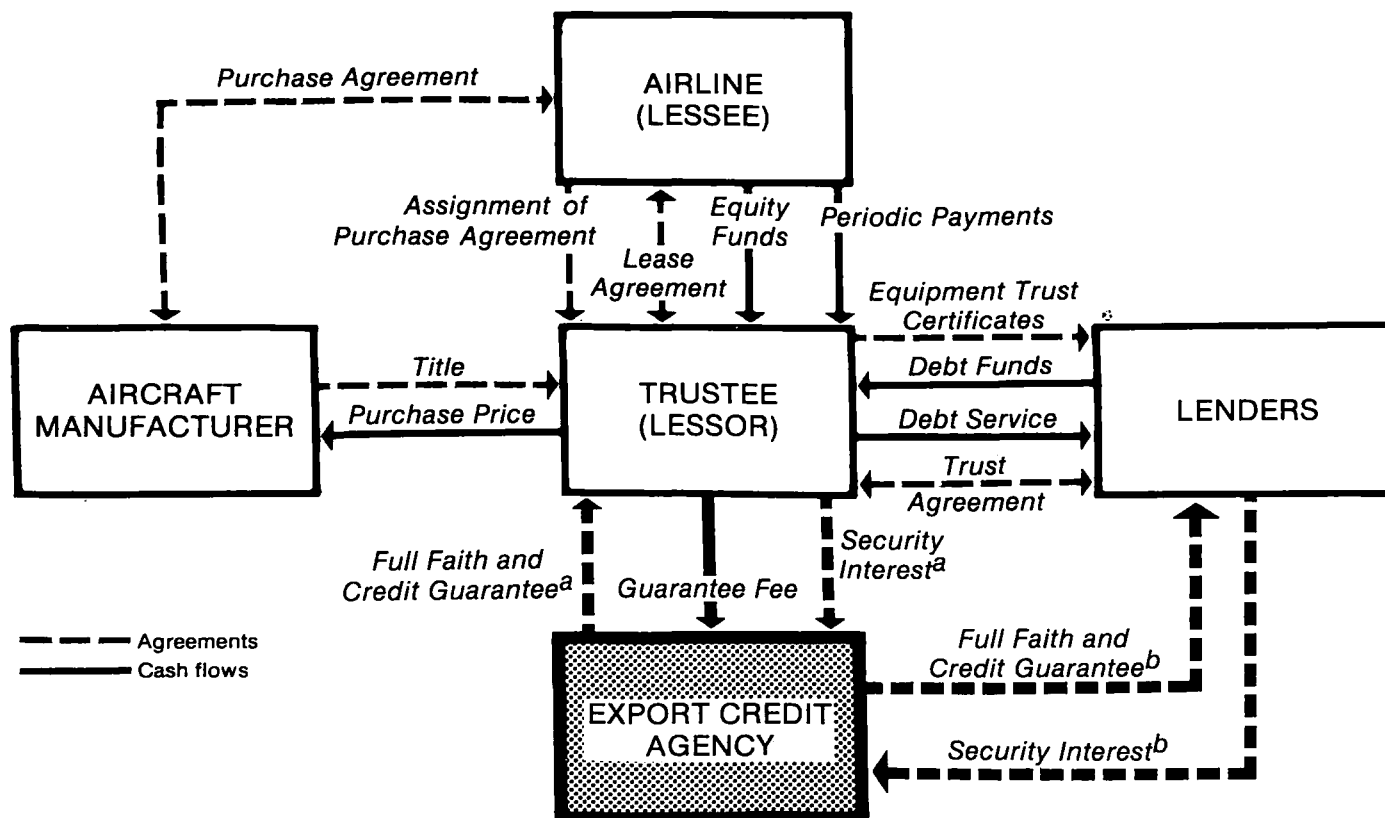 Purchase Agreement
AIRLINE
(LESSEE)
Assignment of
Purchase Agreement
Lease
Agreement
Equity
Funds
Periodic Payments
Equipment Trust
Certificates
AIRCRAFT
MANUFACTURER
Title
Purchase Price
TRUSTEE
(LESSOR)
Debt Funds
Debt Service
Trust
Agreement
LENDERS
Full Faith and
Credit Guaranteea
Guarantee Fee
Security
Interesta
Agreements
Cash flows
EXPORT CREDIT
AGENCY
Full Faith and
Credit Guaranteeb
Security Interestb